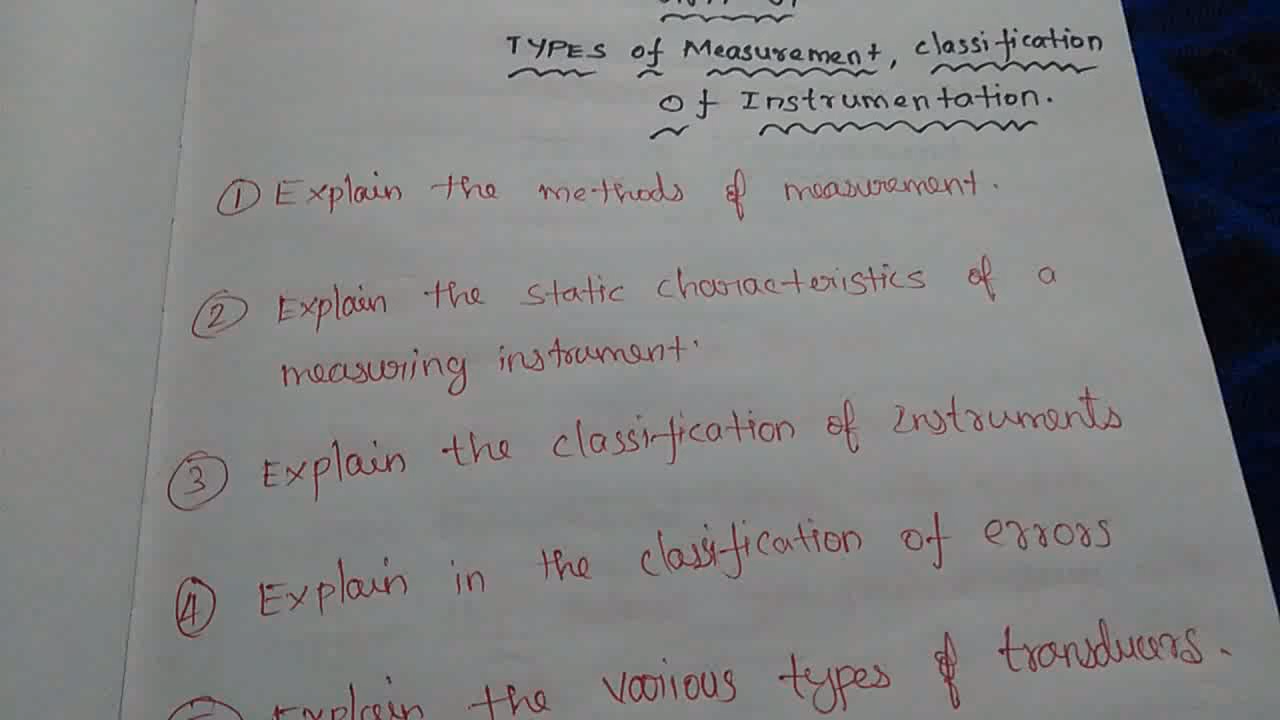 TYPES of Measurement, classification
of Instrumentation.
① Explain the methods of measurement.
② Explain the static characteristics of a
measuring instrument.
③ Explain the classification of Instruments
④ Explain in the classification of errors
⑤ Explain the various types of transducers.